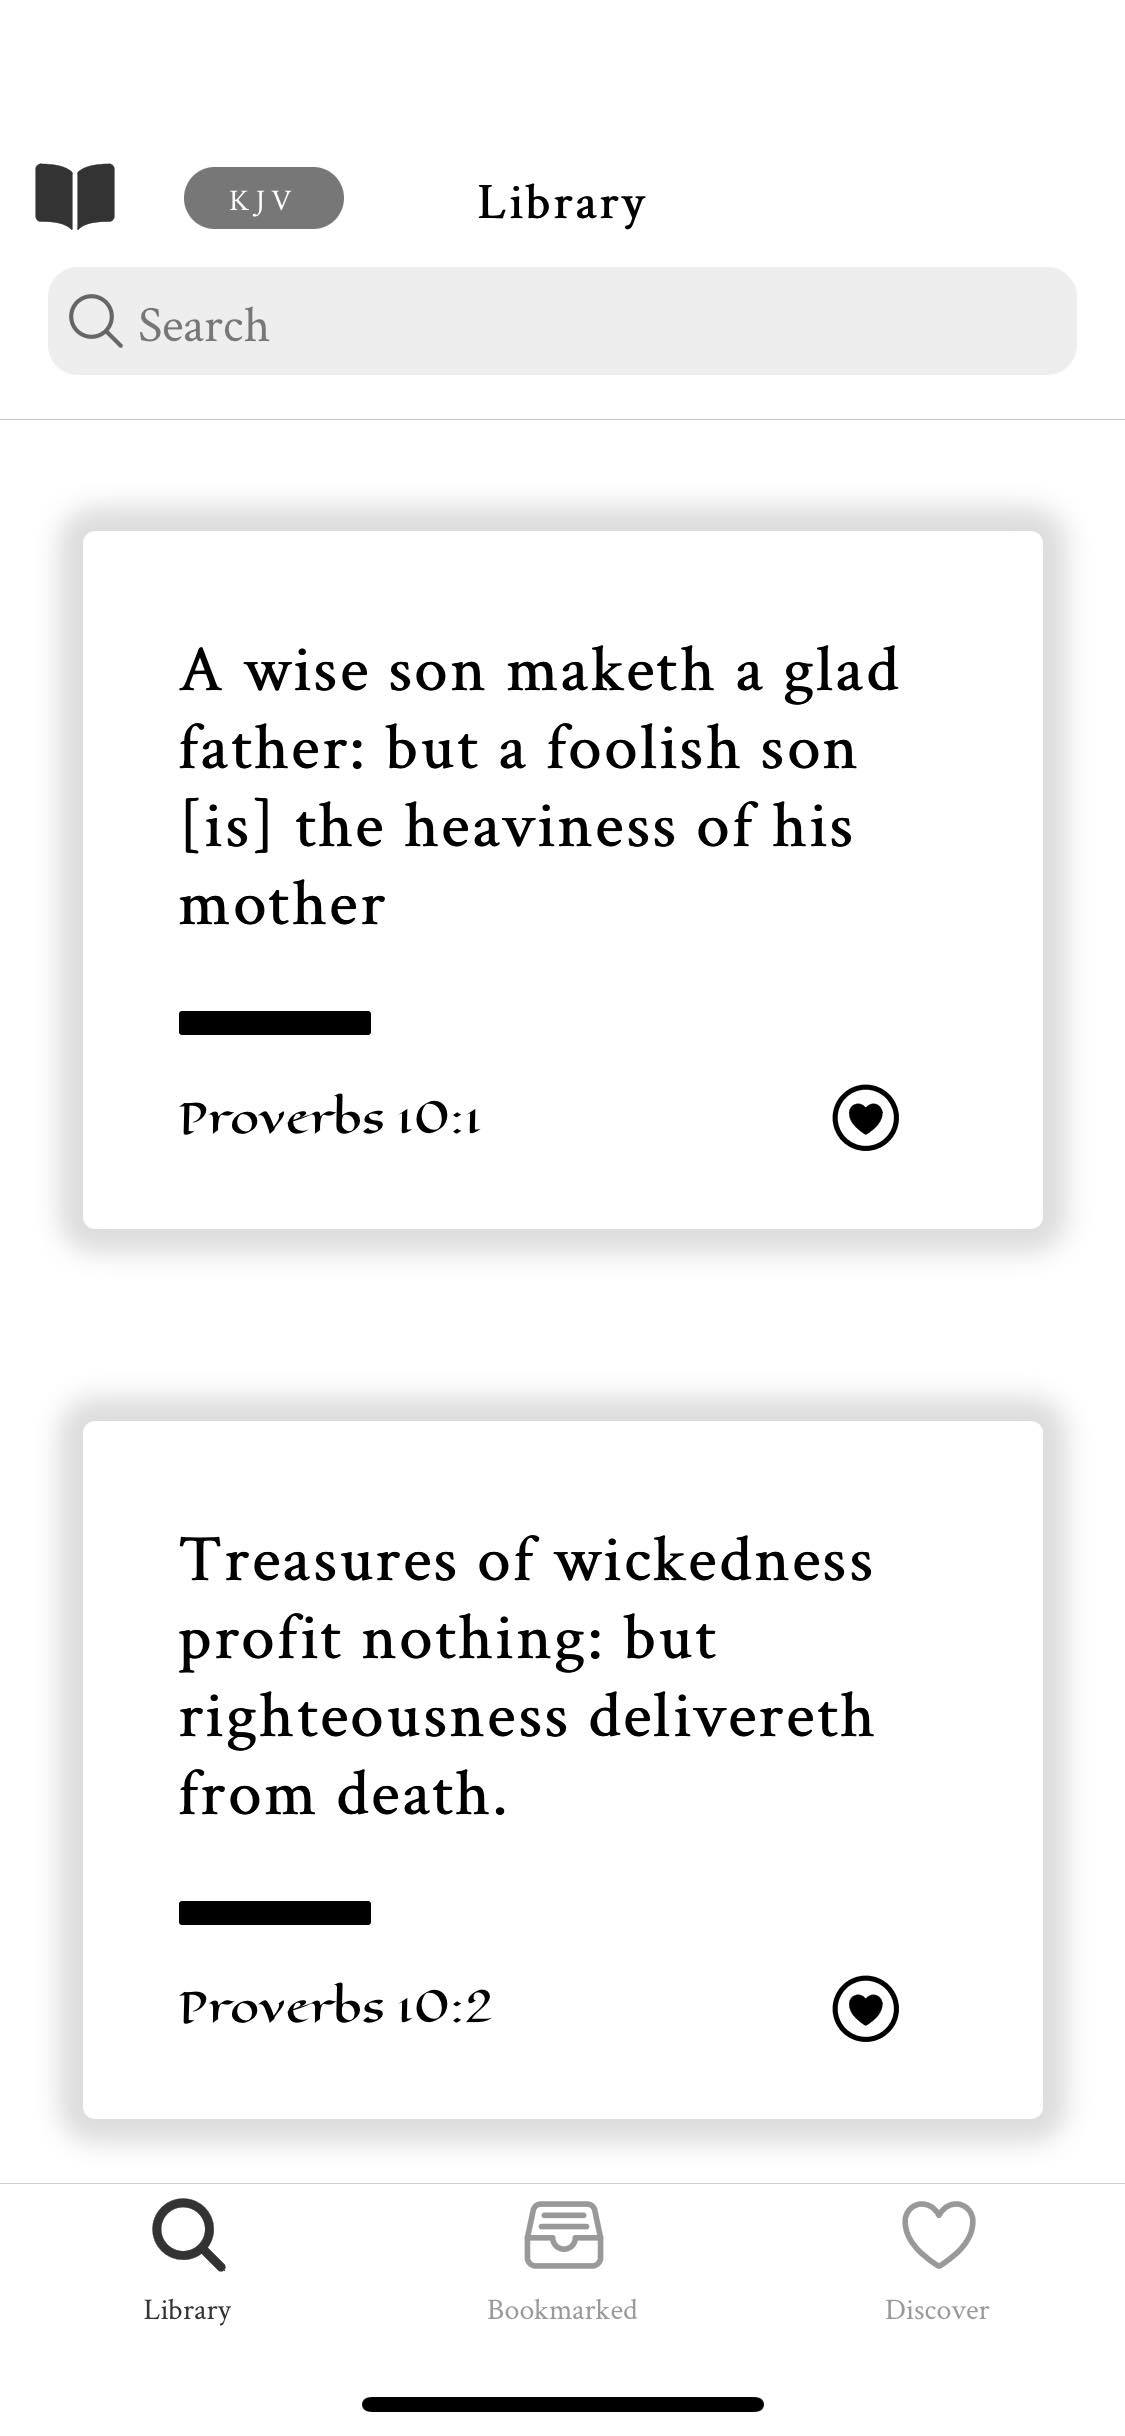 KJV
Library
Search
A wise son maketh a glad
father: but a foolish son
[is] the heaviness of his
mother
Proverbs 10:1
Treasures of wickedness
profit nothing: but
righteousness delivereth
from death.
Proverbs 10:2
Library
Bookmarked
Discover